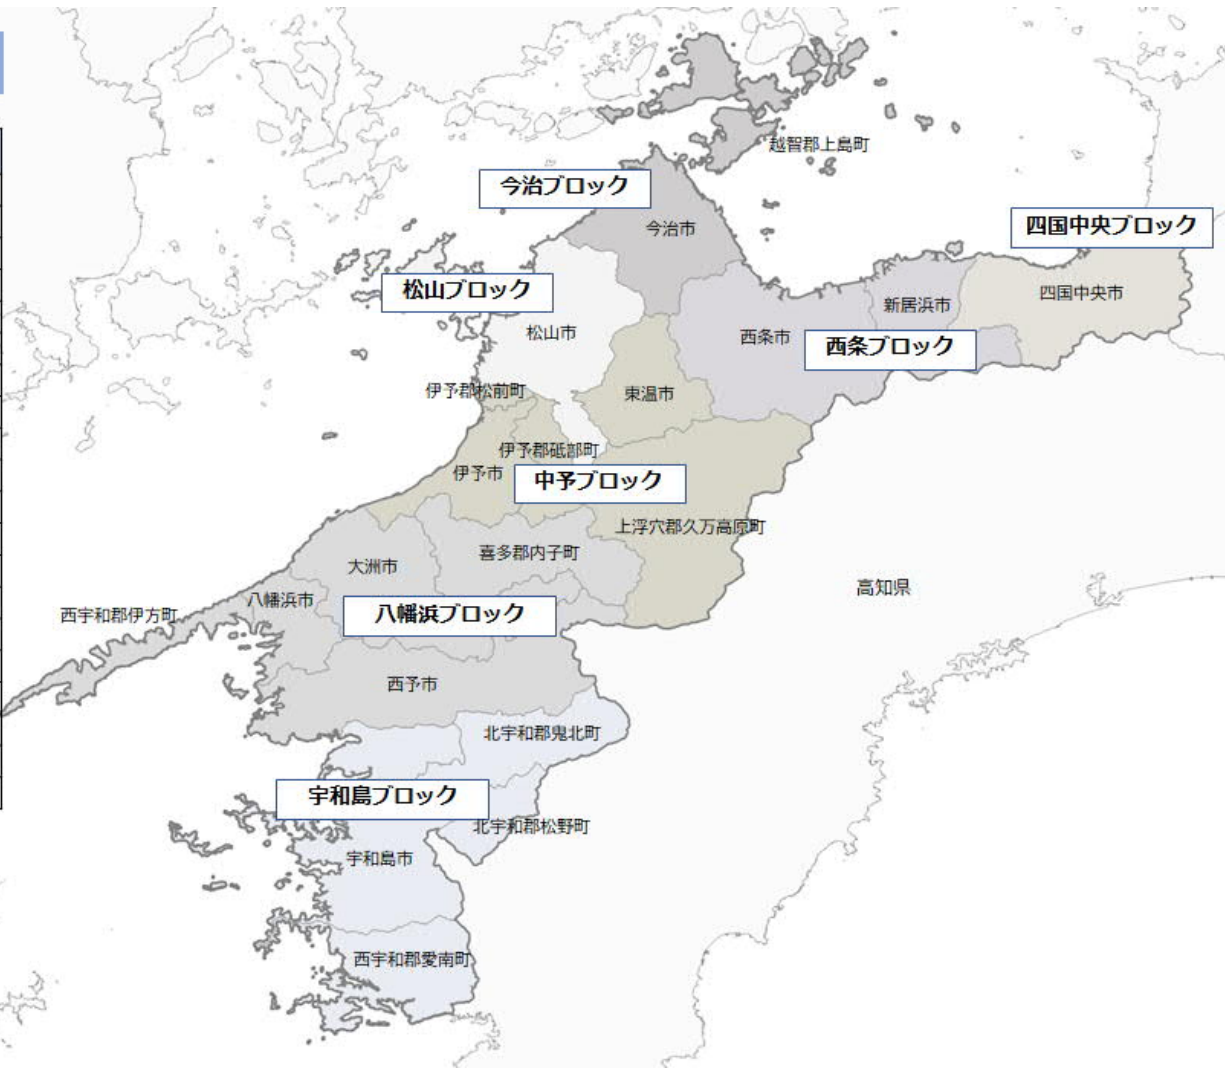 越智郡上島町
今治ブロック
今治市
四国中央ブロック
松山ブロック
四国中央市
新居浜市
松山市
西条市
西条ブロック
伊予郡松前町
東温市
伊予郡砥部町
伊予市
中予ブロック
上浮穴郡久万高原町
喜多郡内子町
大洲市
高知県
八幡浜市
西宇和郡伊方町
八幡浜ブロック
西予市
北宇和郡鬼北町
宇和島ブロック
北宇和郡松野町
宇和島市
西宇和郡愛南町